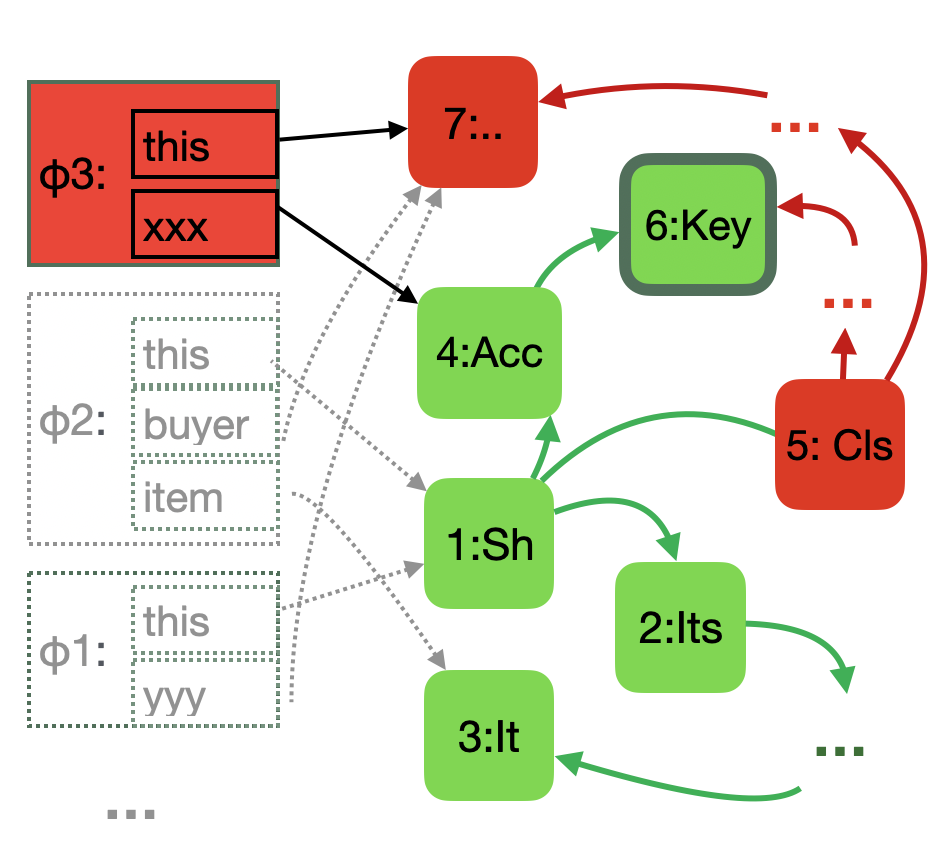 φ3:
this
xxx
φ2:
this
buyer
item
φ1:
this
yyy
...
7:..
...
6:Key
...
4:Acc
5: Cls
1:Sh
2:Its
3:It
...